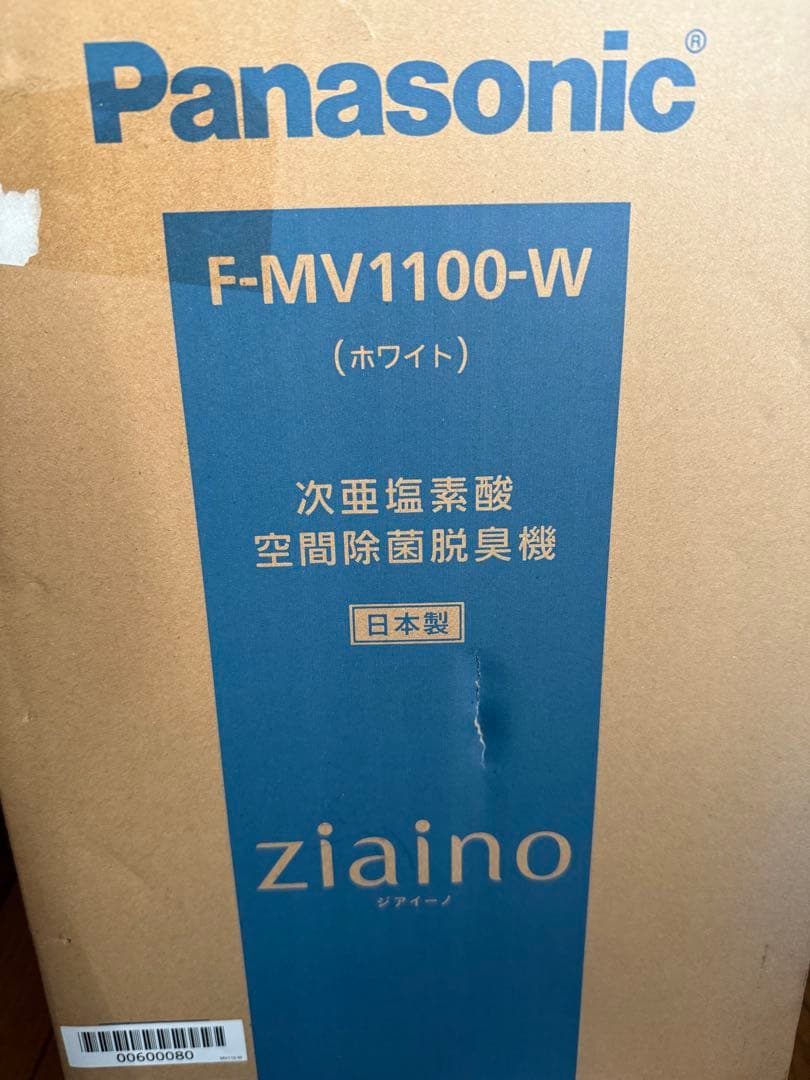 Panasonic®
F-MV1100-W
(ホワイト)
次亜塩素酸
空間除菌脱臭機
日本製
ziaino
ジアイーノ
00600080